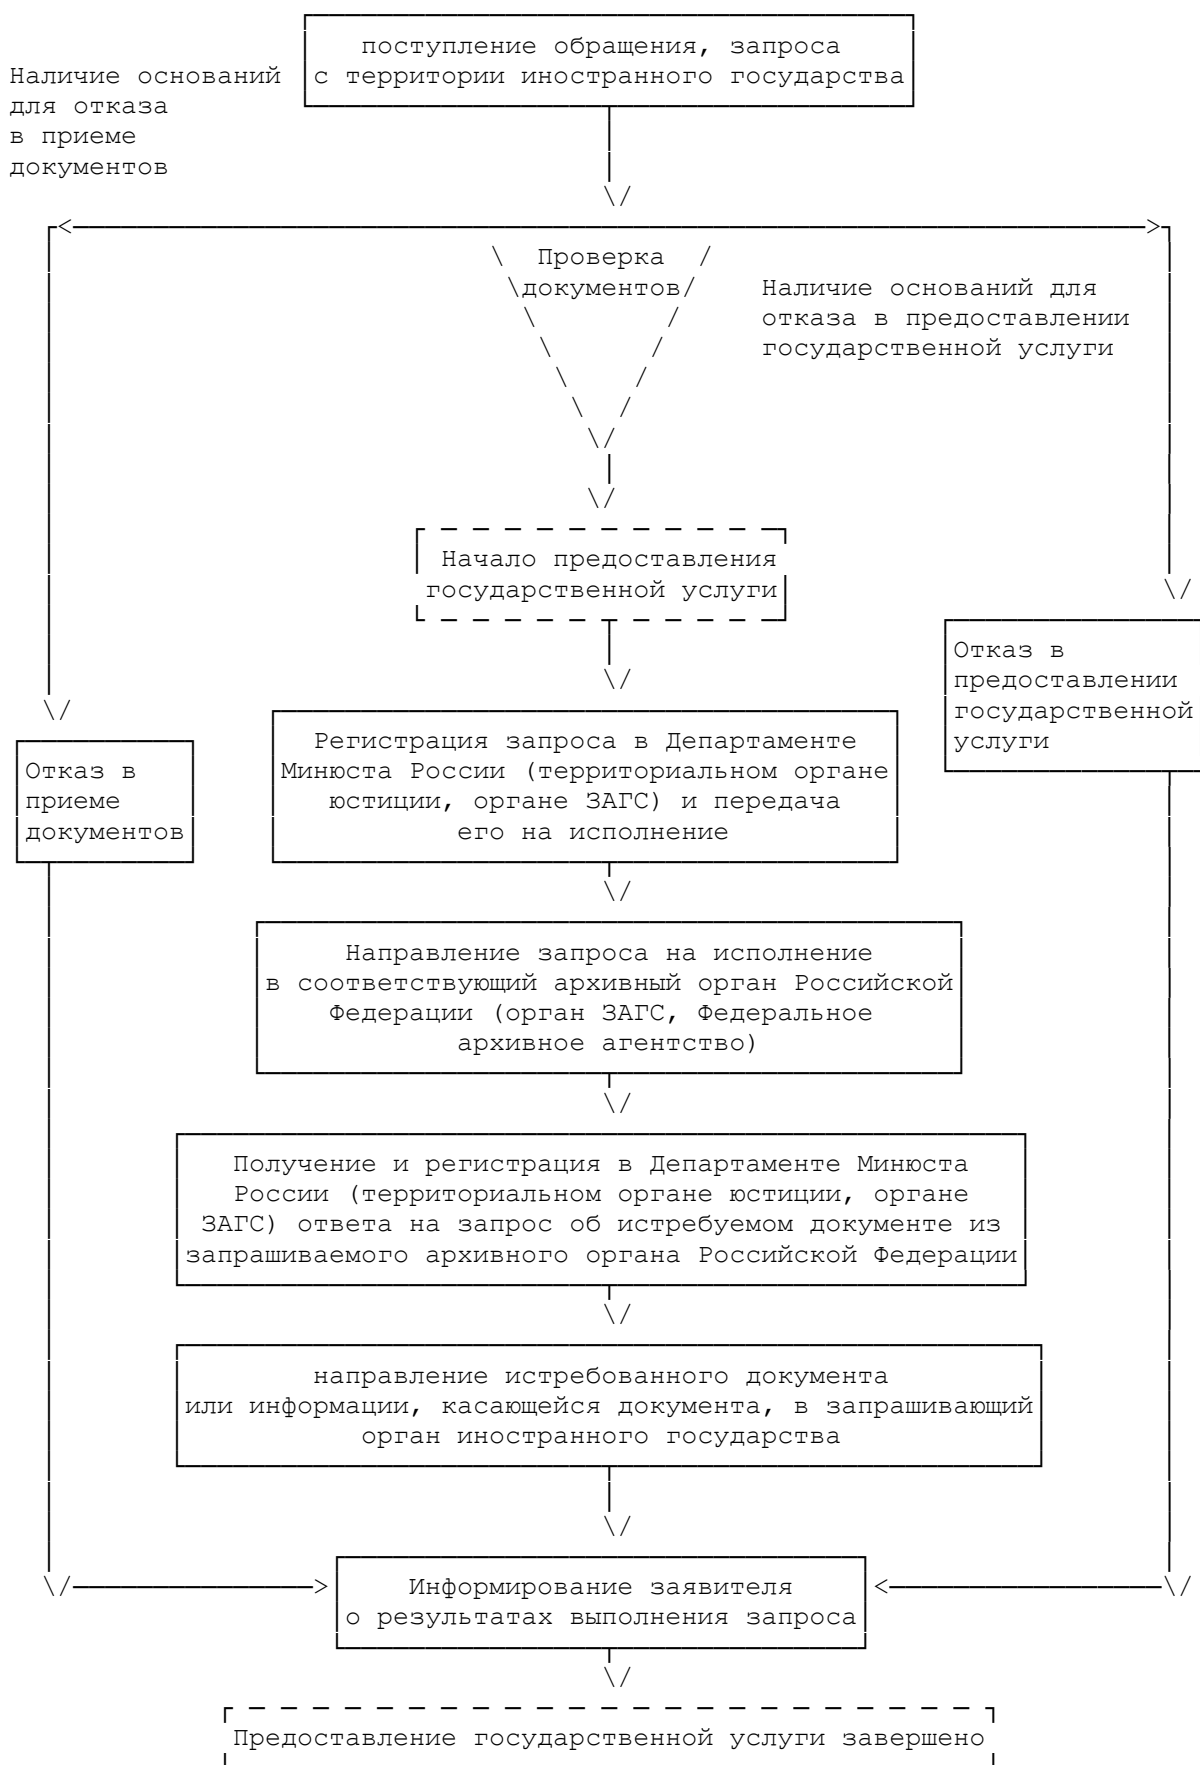 поступление обращения, запроса
с территории иностранного государства
Наличие оснований
для отказа
в приеме
документов
Проверка
документов
Наличие оснований для
отказа в предоставлении
государственной услуги
Начало предоставления
государственной услуги
Отказ в
предоставлении
государственной
услуги
Отказ в
приеме
документов
Регистрация запроса в Департаменте
Минюста России (территориальном органе
юстиции, органе ЗАГС) и передача
его на исполнение
Направление запроса на исполнение
в соответствующий архивный орган Российской
Федерации (орган ЗАГС, Федеральное
архивное агентство)
Получение и регистрация в Департаменте Минюста
России (территориальном органе юстиции, органе
ЗАГС) ответа на запрос об истребуемом документе из
запрашиваемого архивного органа Российской Федерации
направление истребованного документа
или информации, касающейся документа, в запрашивающий
орган иностранного государства
Информирование заявителя
о результатах выполнения запроса
Предоставление государственной услуги завершено